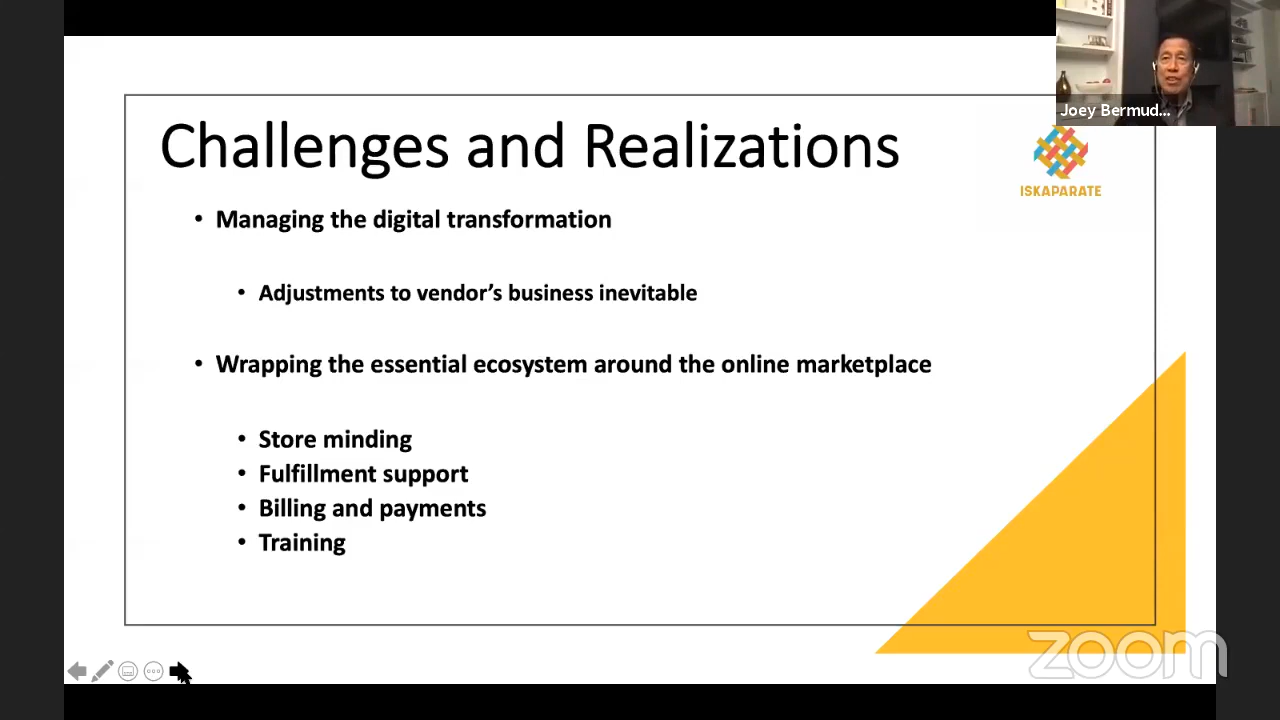 Joey Bermud...
Challenges and Realizations
ISKAPARATE
• Managing the digital transformation
• Adjustments to vendor's business inevitable
• Wrapping the essential ecosystem around the online marketplace
• Store minding
• Fulfillment support
• Billing and payments
• Training
zoom